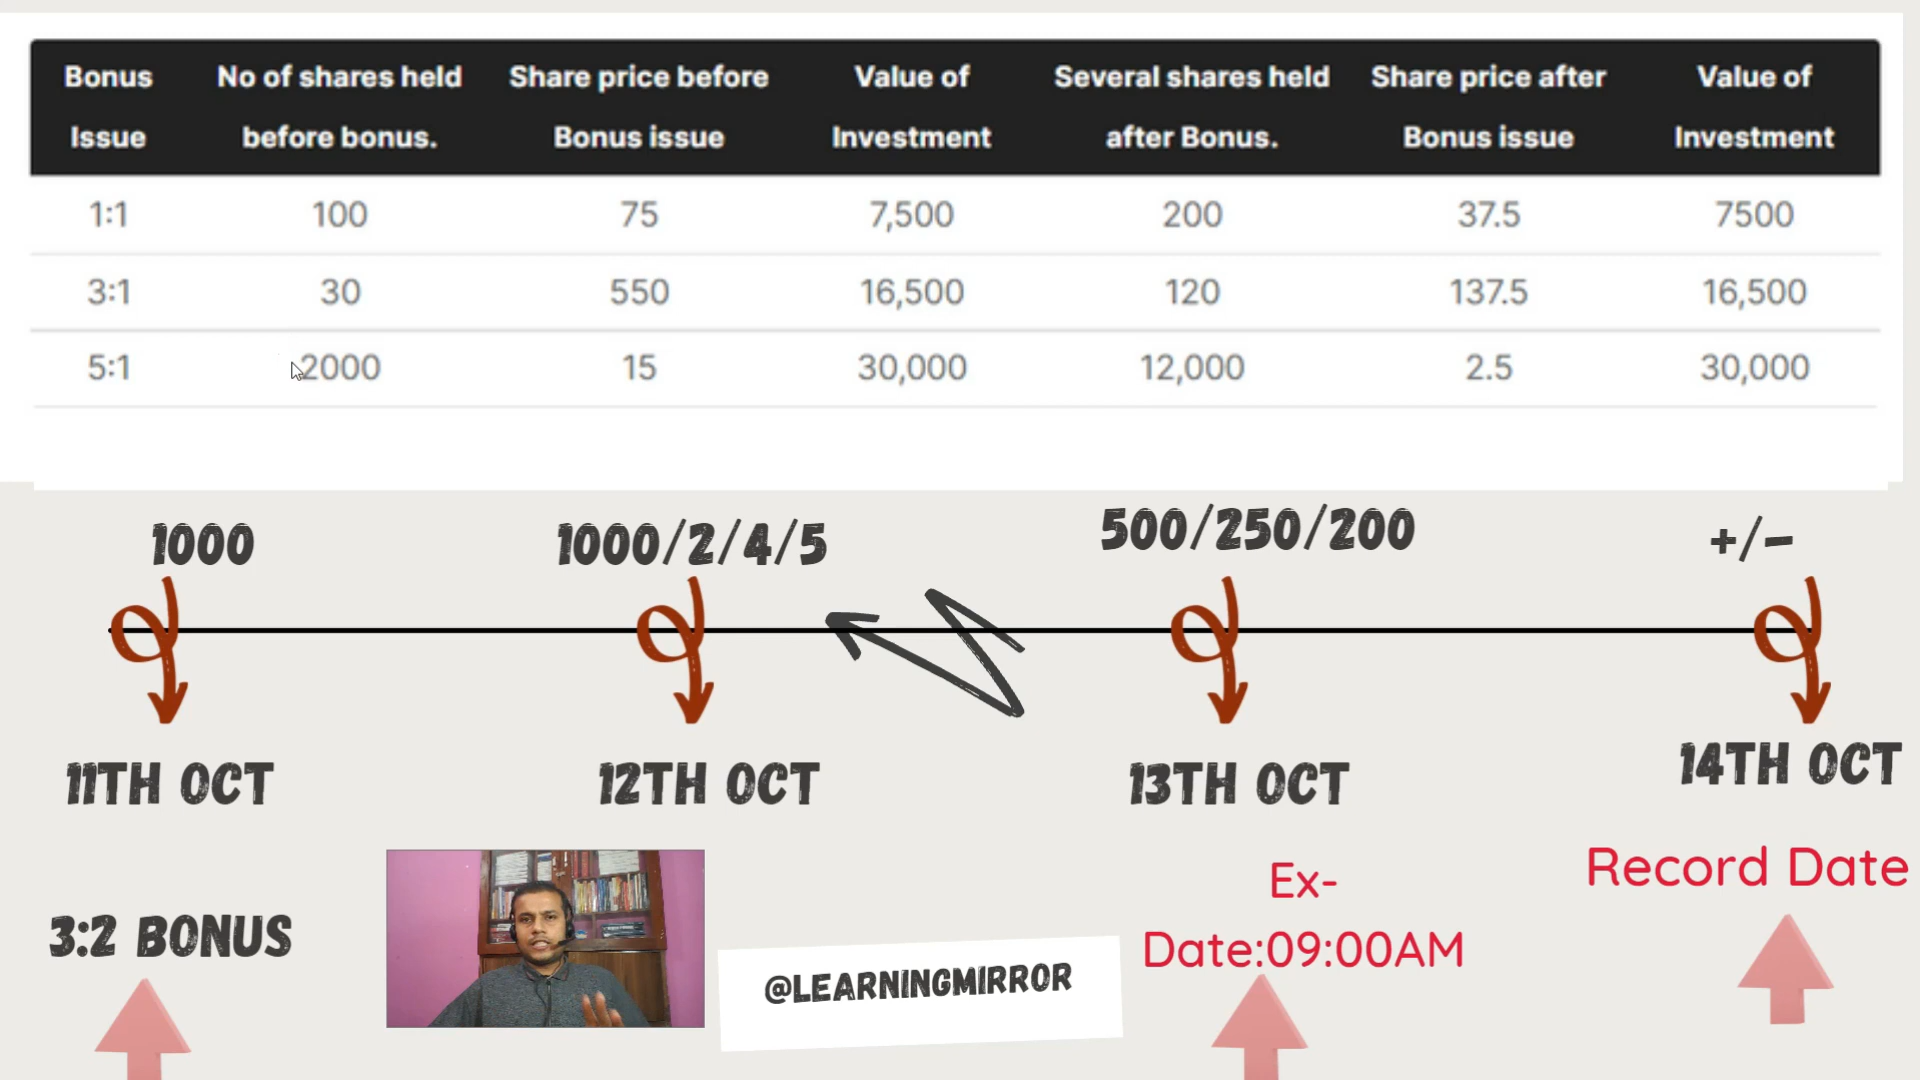 Bonus Issue | No of shares held before bonus. | Share price before Bonus issue | Value of Investment | Several shares held after Bonus. | Share price after Bonus issue | Value of Investment
1:1 | 100 | 75 | 7,500 | 200 | 37.5 | 7500
3:1 | 30 | 550 | 16,500 | 120 | 137.5 | 16,500
5:1 | 2000 | 15 | 30,000 | 12,000 | 2.5 | 30,000
1000
1000/2/4/5
500/250/200
+/-
11TH OCT
12TH OCT
13TH OCT
14TH OCT
3:2 BONUS
@LEARNINGMIRROR
Ex-
Date:09:00AM
Record Date